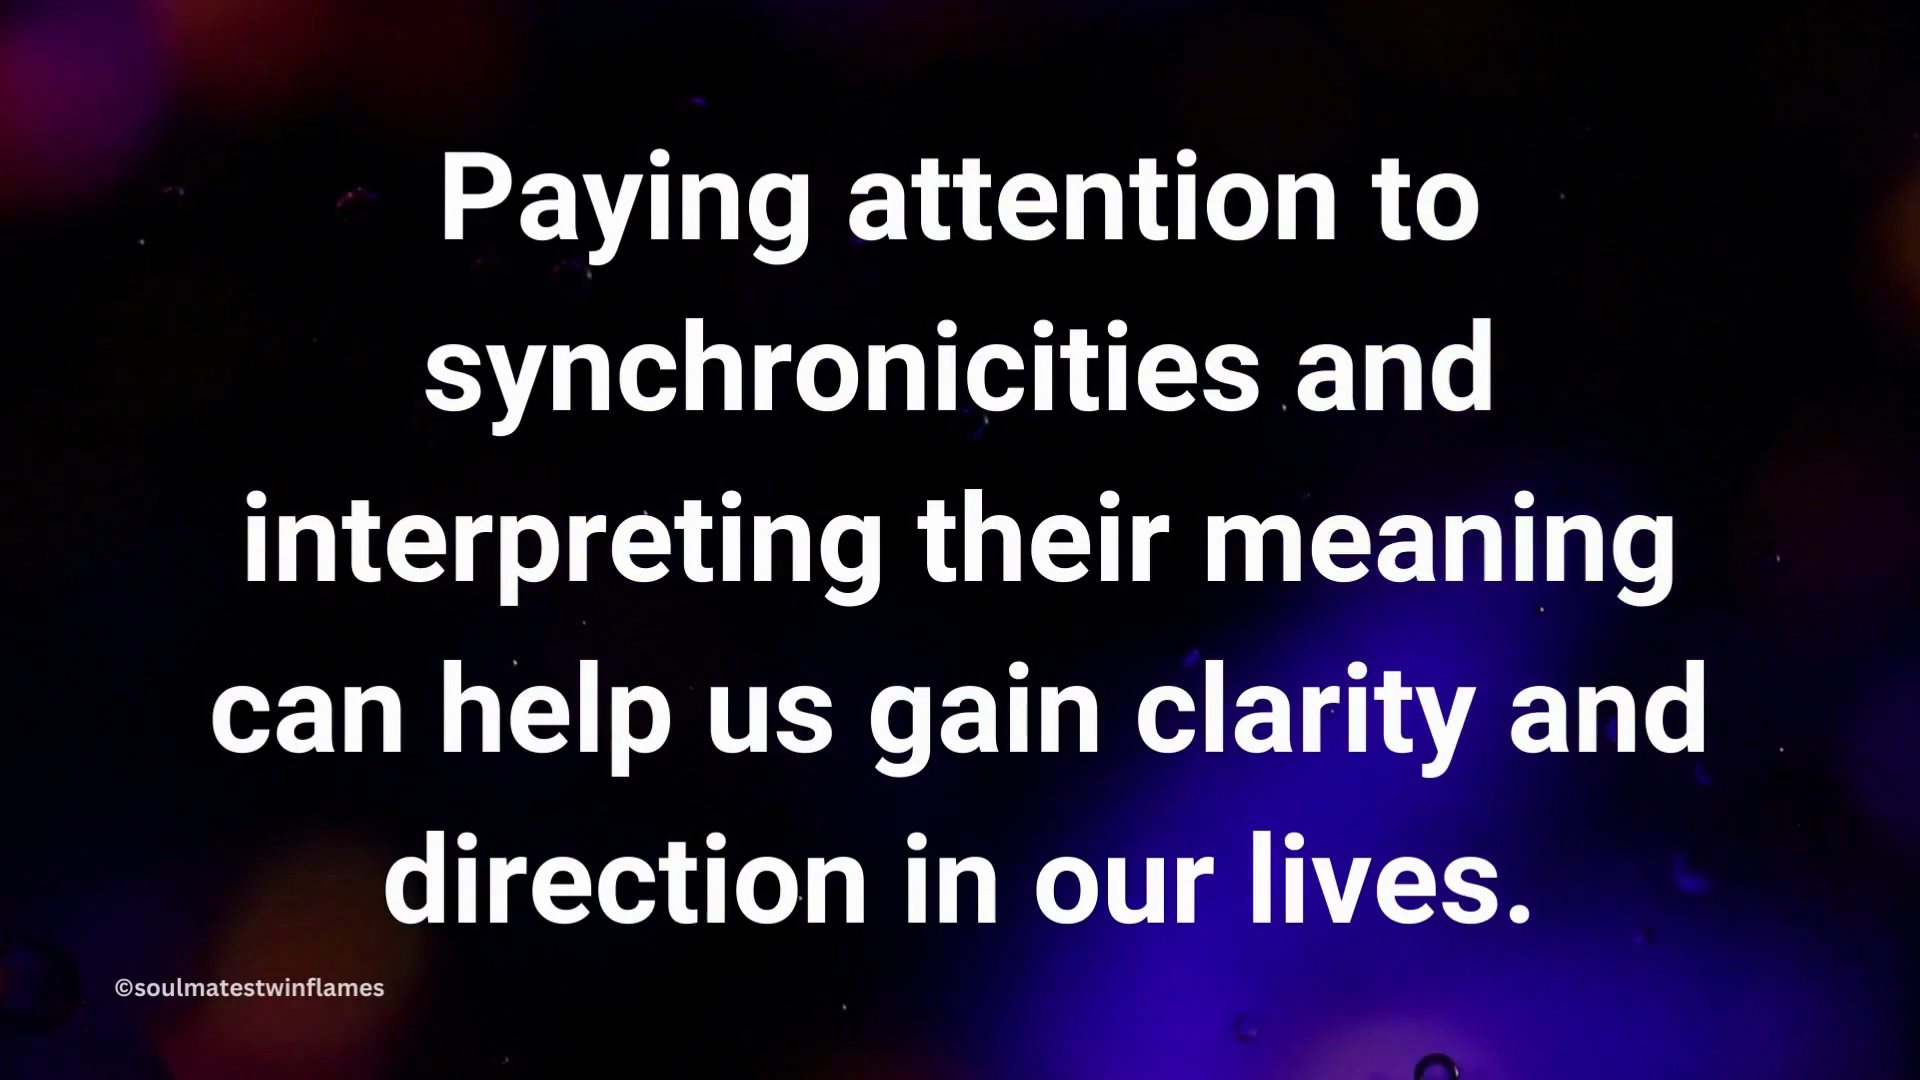 Paying attention to
synchronicities and
interpreting their meaning
can help us gain clarity and
direction in our lives.
©soulmatestwinflames